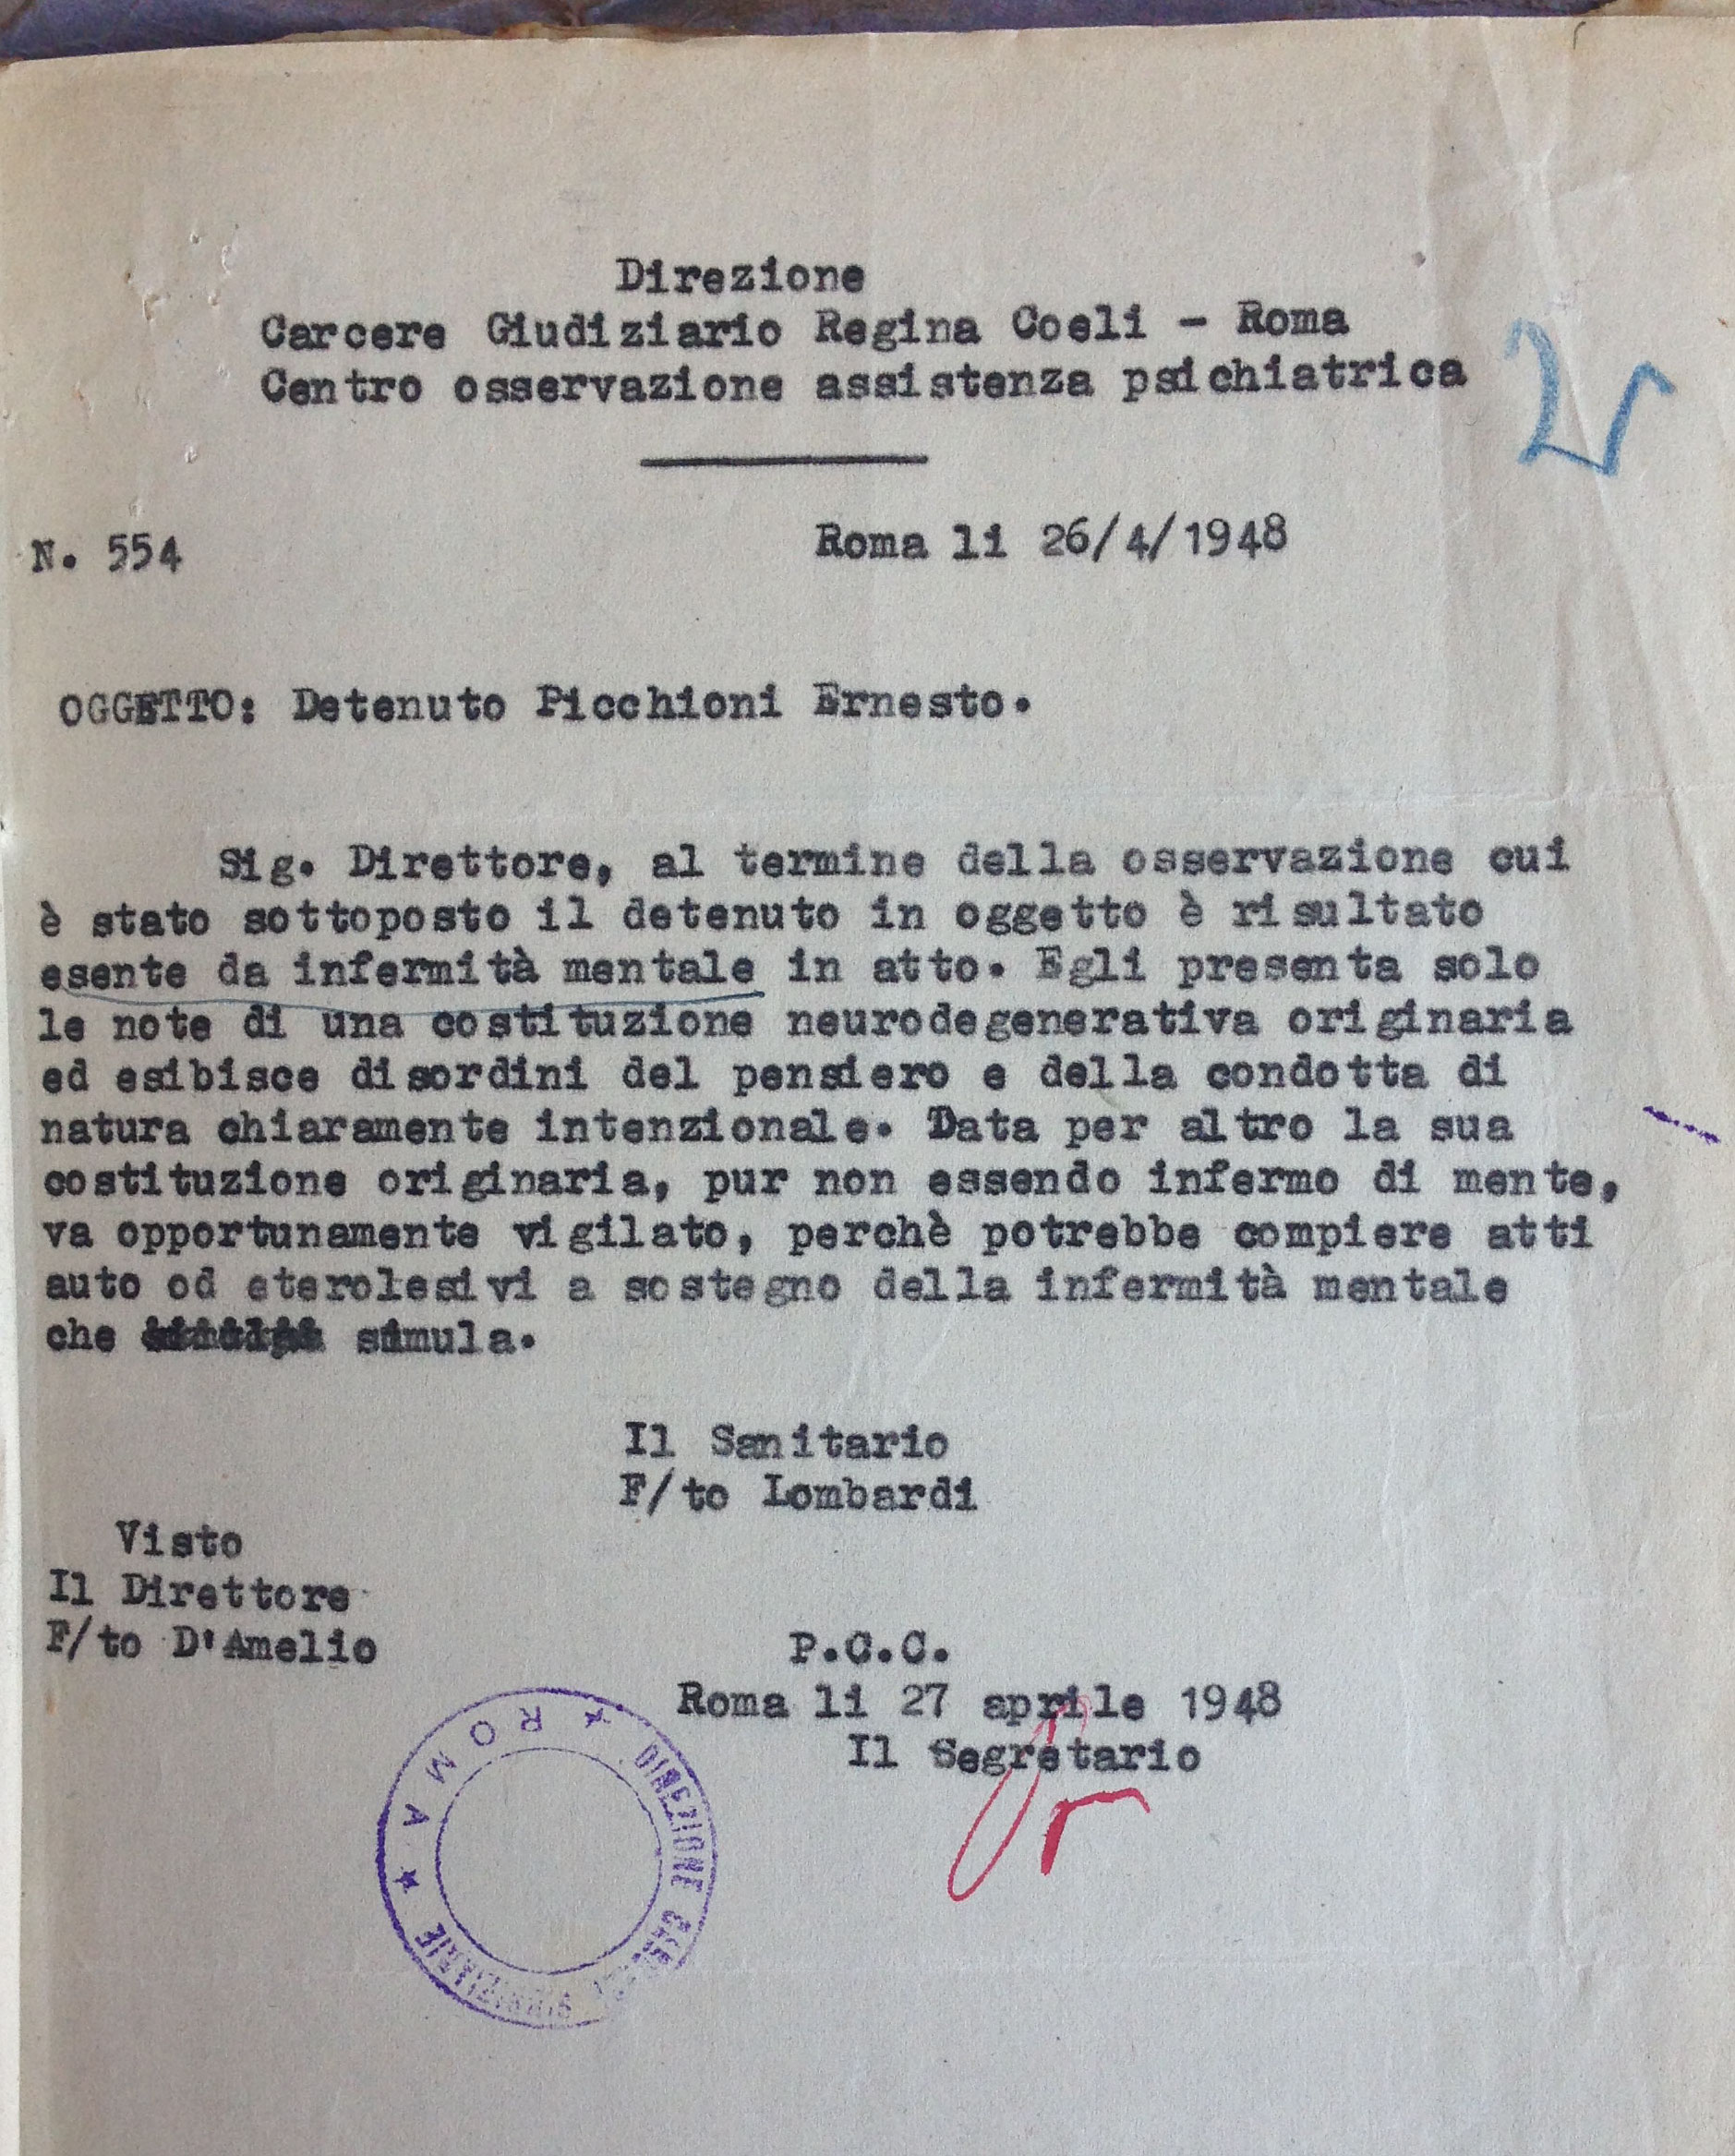 Direzione
Carcere Giudiziario Regina Coeli - Roma
Centro osservazione assistenza psichiatrica
N. 554
Roma li 26/4/1948
OGGETTO: Detenuto Picchioni Ernesto.
Sig. Direttore, al termine della osservazione cui
è stato sottoposto il detenuto in oggetto è risultato
esente da infermità mentale in atto. Egli presenta solo
le note di una costituzione neurodegenerativa originaria
ed esibisce disordini del pensiero e della condotta di
natura chiaramente intenzionale. Data per altro la sua
costituzione originaria, pur non essendo infermo di mente,
va opportunamente vigilato, perchè potrebbe compiere atti
auto od eterolesivi a sostegno della infermità mentale
che simula.
Il Sanitario
F/to Lombardi
Visto
Il Direttore
F/to D'Amelio
P.C.C.
Roma li 27 aprile 1948
Il Segretario
DIREZIONE GIUDIZIARIE
★ ROMA ★